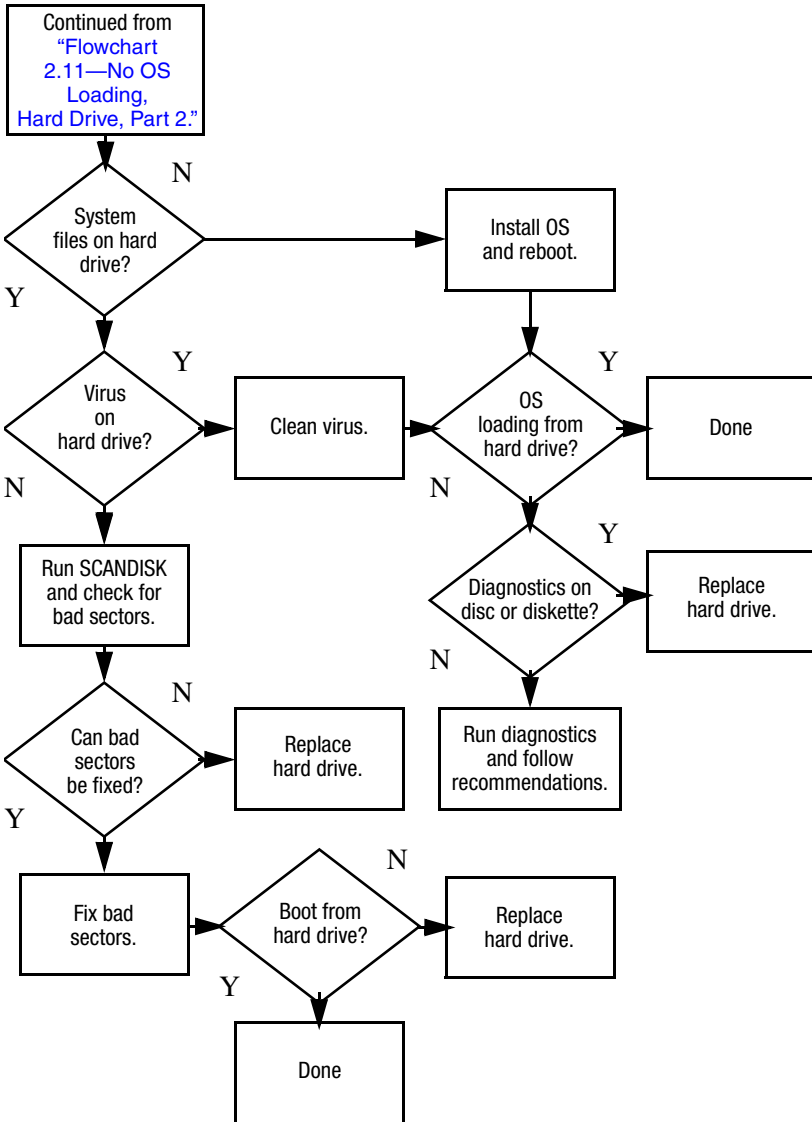 Continued from
“Flowchart
2.11—No OS
Loading,
Hard Drive, Part 2.”
N
System
files on hard
drive?
Install OS
and reboot.
Y
Y
Virus
on
hard drive?
Clean virus.
Y
OS
loading from
hard drive?
Done
N
N
Run SCANDISK
and check for
bad sectors.
Y
Diagnostics on
disc or diskette?
Replace
hard drive.
N
N
Can bad
sectors
be fixed?
Replace
hard drive.
Run diagnostics
and follow
recommendations.
Y
Fix bad
sectors.
N
Boot from
hard drive?
Replace
hard drive.
Y
Done